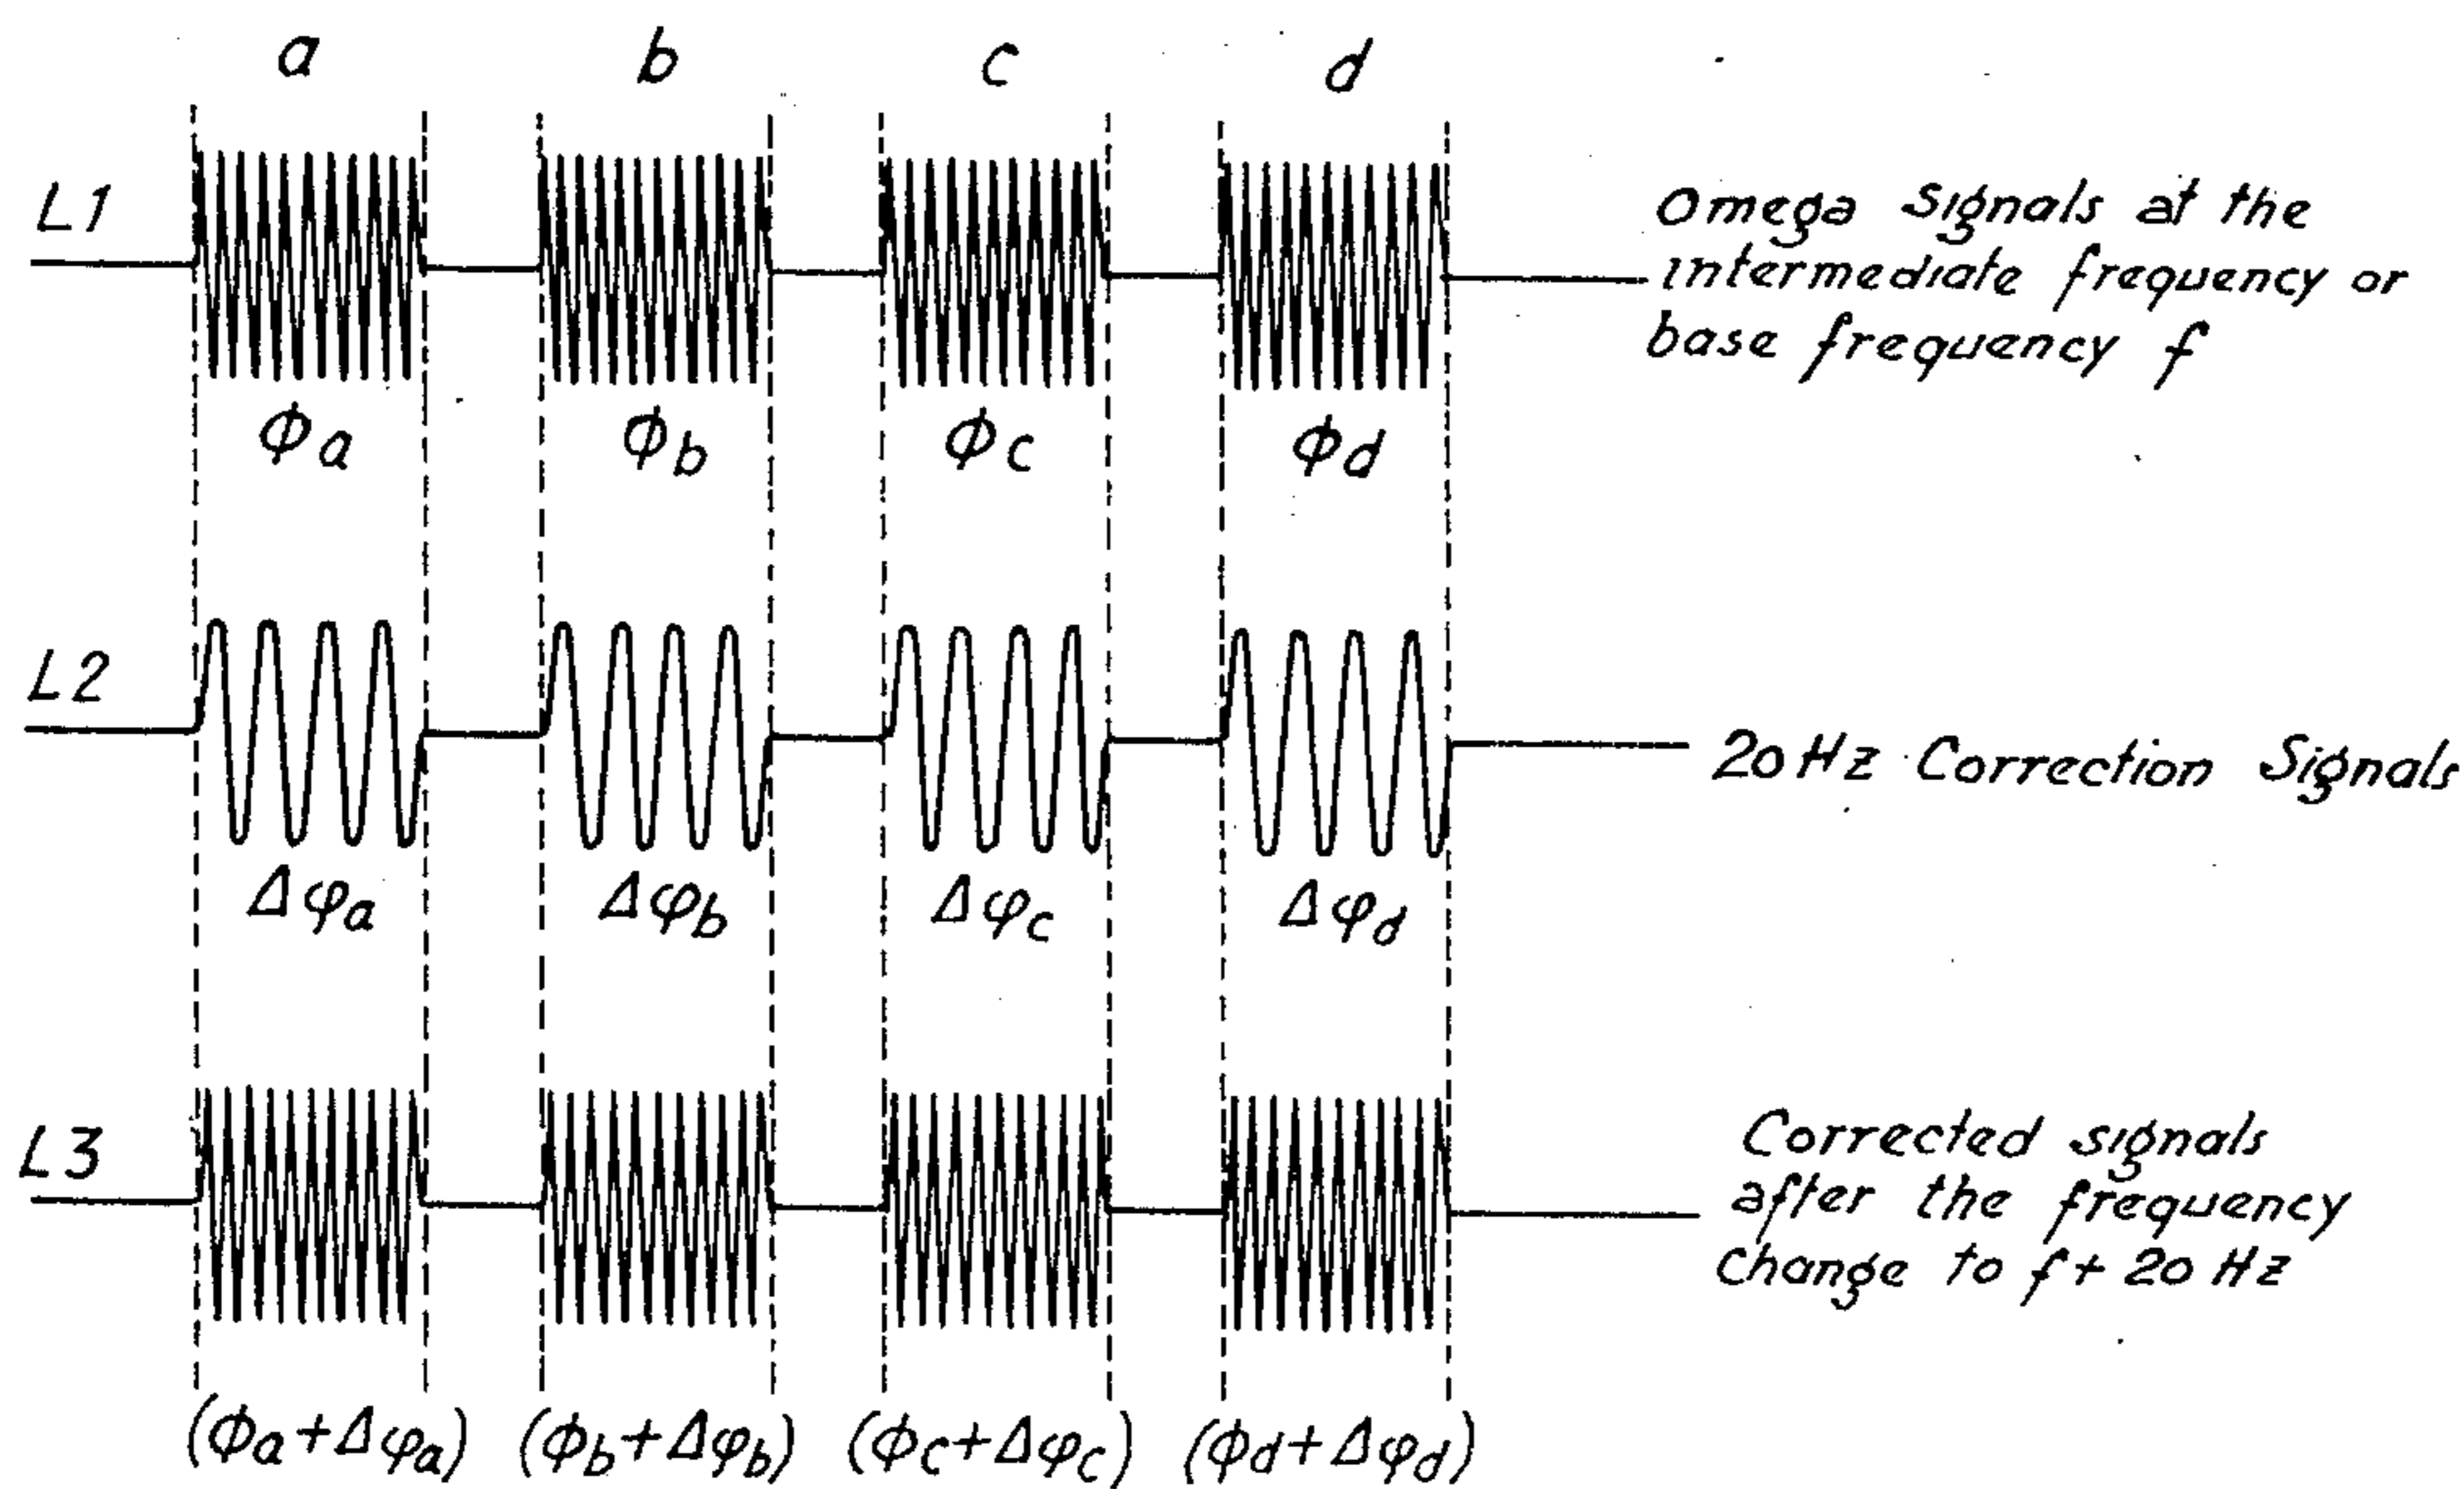 a b c d
L1
Omega Signals at the
intermediate frequency or
base frequency f
ϕa ϕb ϕc ϕd
L2
20 Hz Correction Signals
Δφa Δφb Δφc Δφd
L3
Corrected signals
after the frequency
change to f+ 20 Hz
(ϕa+Δφa) (ϕb+Δφb) (ϕc+Δφc) (ϕd+Δφd)